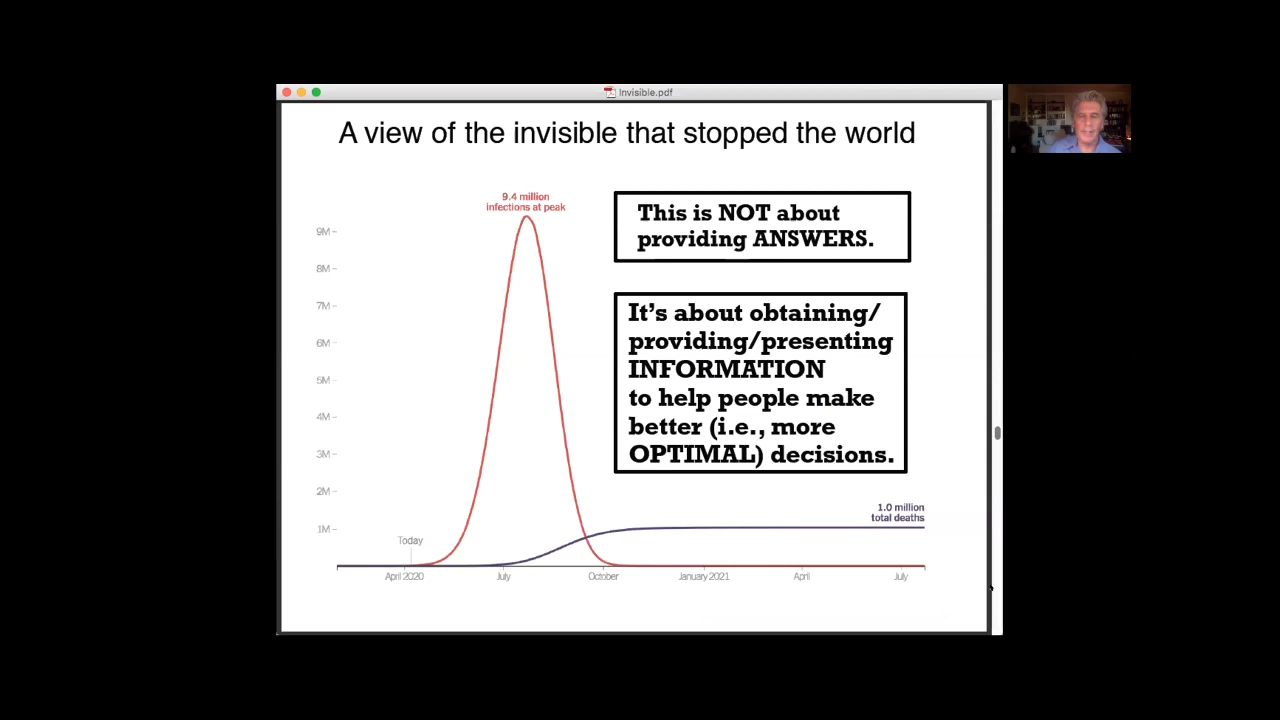 Invisible.pdf
A view of the invisible that stopped the world
9.4 million
infections at peak
This is NOT about
providing ANSWERS.
It's about obtaining/
providing/presenting
INFORMATION
to help people make
better (i.e., more
OPTIMAL) decisions.
9M
8M
7M
6M
5M
4M
3M
2M
1M
1.0 million
total deaths
Today
April 2020
July
October
January 2021
April
July